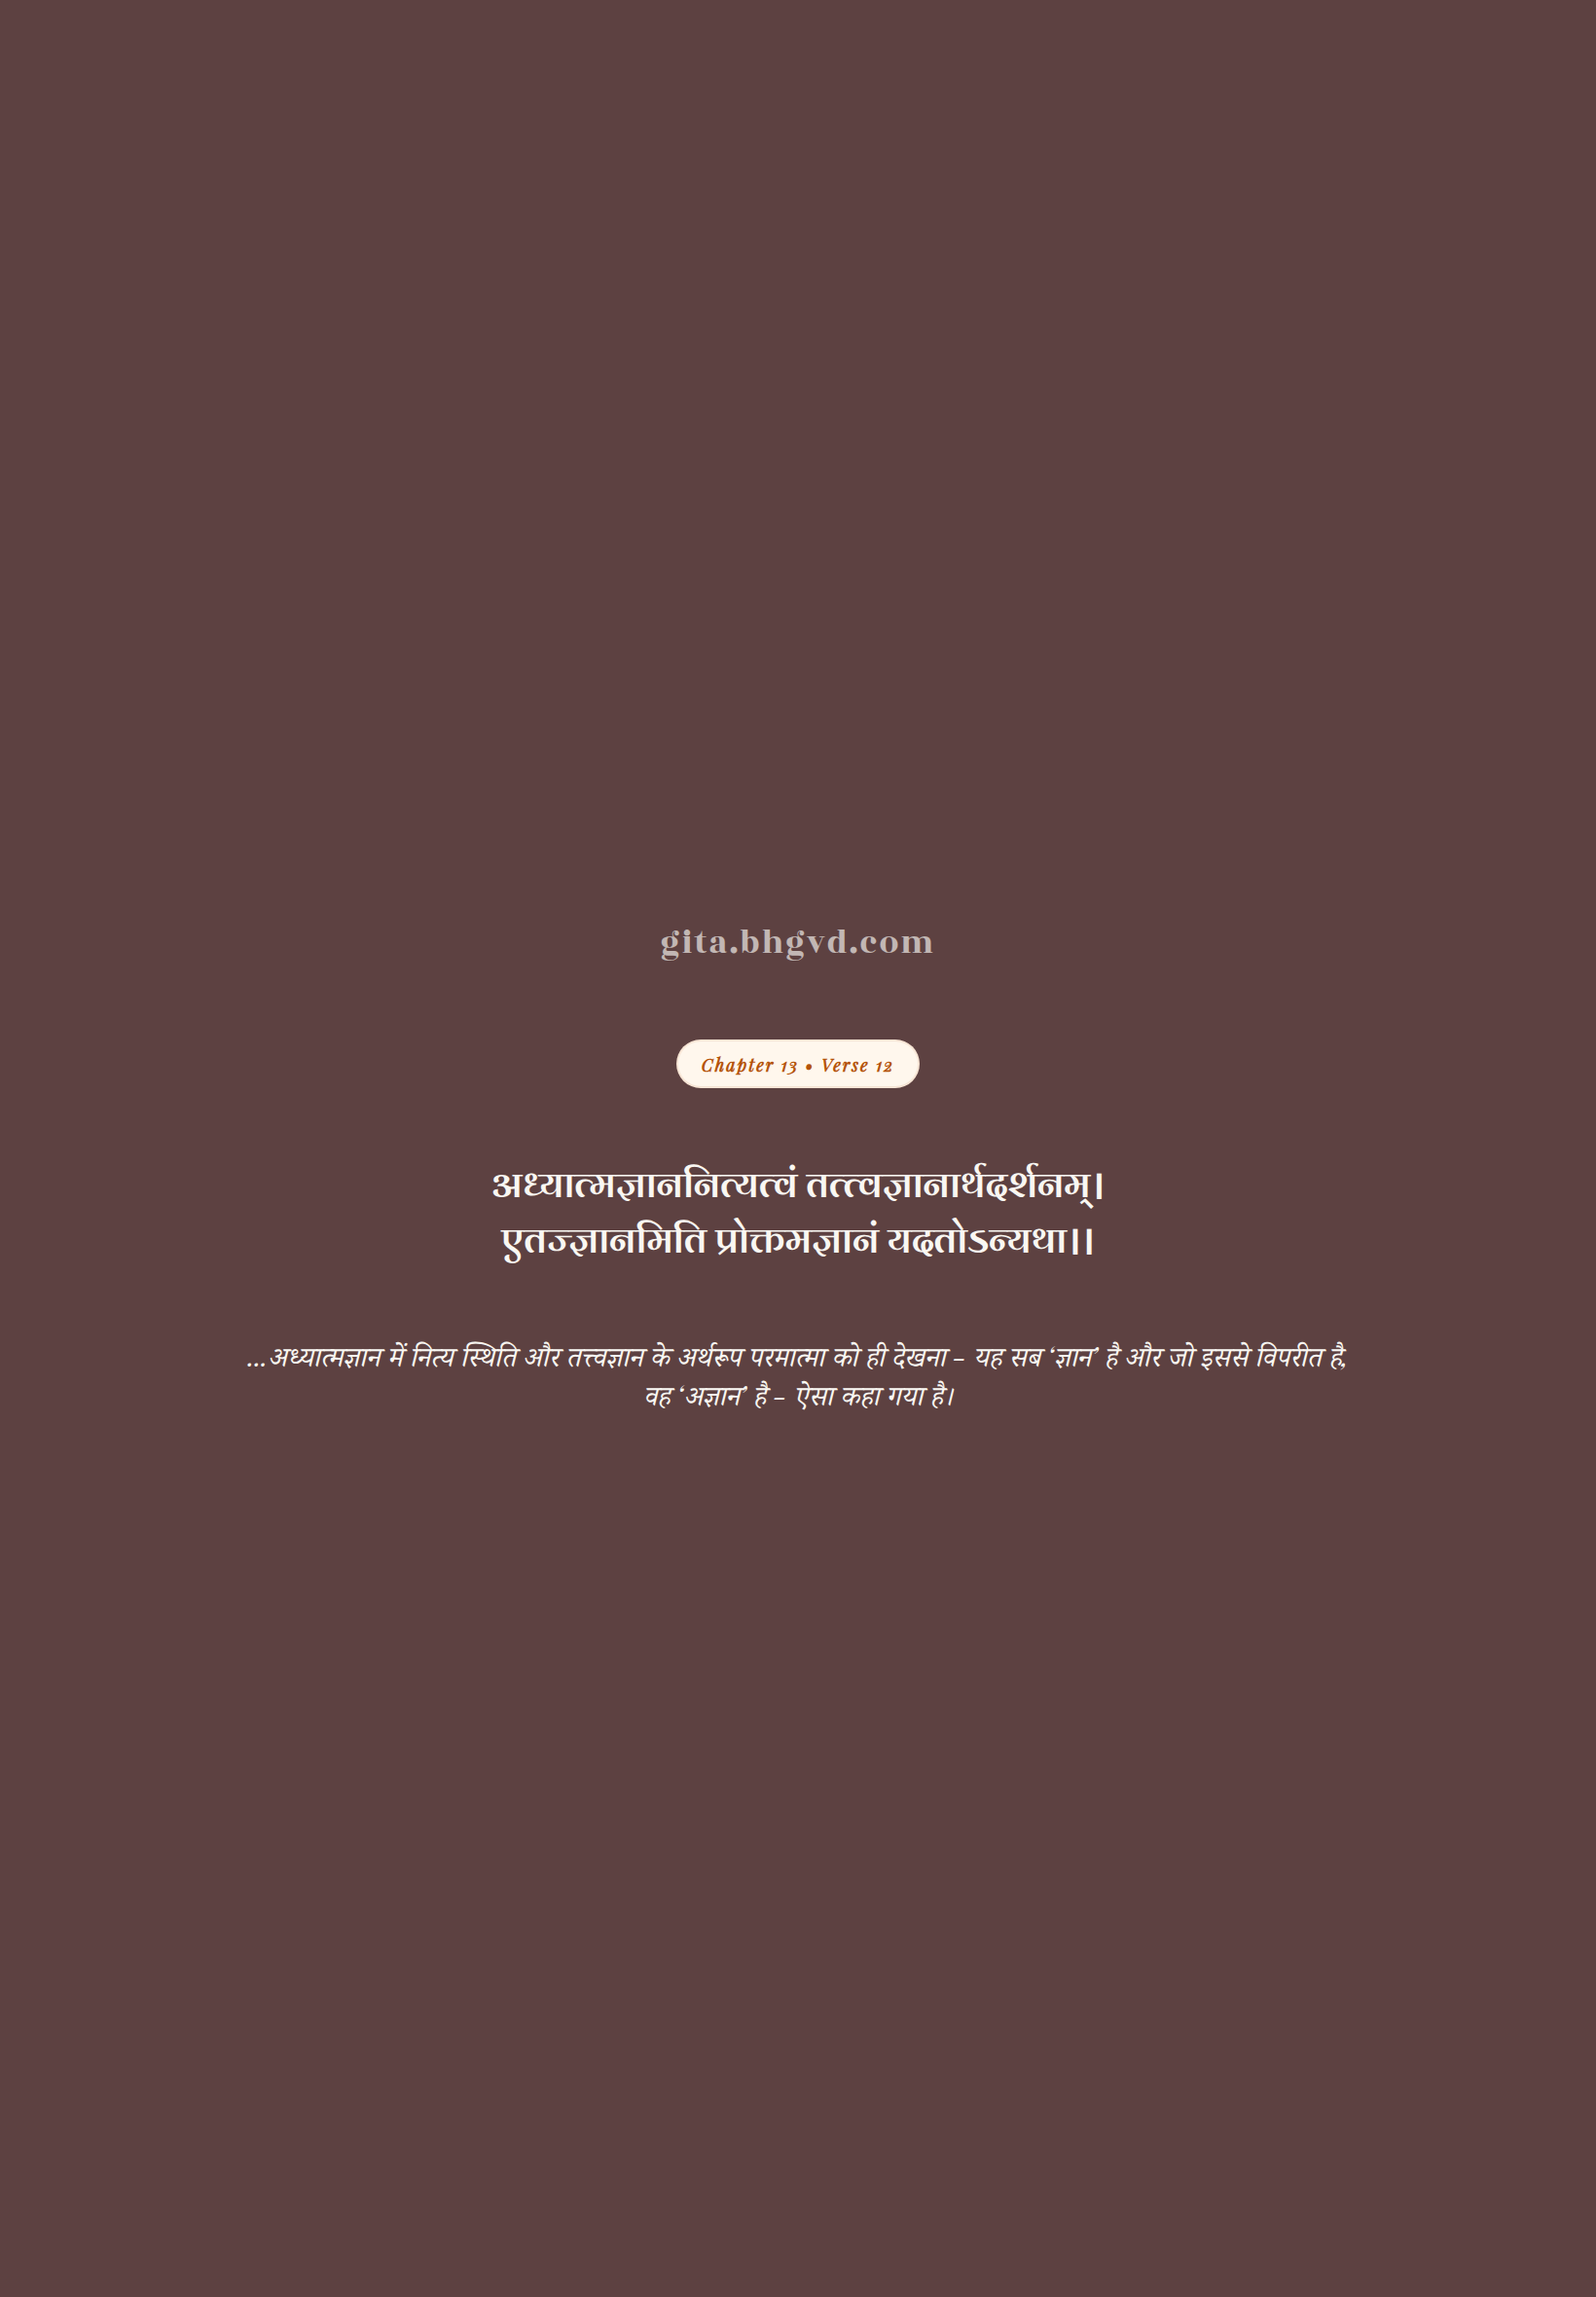 gita.bhgvd.com
Chapter 13 • Verse 12
अध्यात्मज्ञाननित्यत्वं तत्त्वज्ञानार्थदर्शनम्।
एतज्ज्ञानमिति प्रोक्तमज्ञानं यदतोऽन्यथा।।
...अध्यात्मज्ञान में नित्य स्थिति और तत्त्वज्ञान के अर्थरूप परमात्मा को ही देखना – यह सब ‘ज्ञान’ है और जो इससे विपरीत है,
वह ‘अज्ञान’ है – ऐसा कहा गया है।